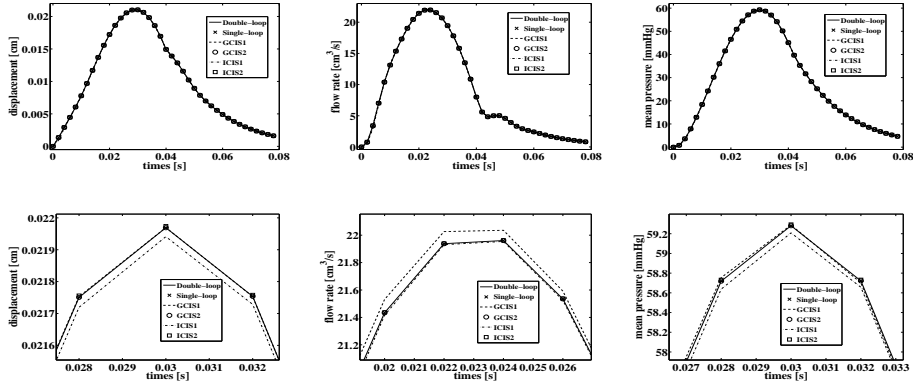 displacement [cm]
0.02
0.015
0.01
0.005
0
0 0.02 0.04 0.06 0.08
times [s]
Double−loop
Single−loop
GCIS1
GCIS2
ICIS1
ICIS2
flow rate [cm3/s]
20
15
10
5
0
0 0.02 0.04 0.06 0.08
times [s]
Double−loop
Single−loop
GCIS1
GCIS2
ICIS1
ICIS2
mean pressure [mmHg]
60
50
40
30
20
10
0
0 0.02 0.04 0.06 0.08
times [s]
Double−loop
Single−loop
GCIS1
GCIS2
ICIS1
ICIS2
displacement [cm]
0.022
0.0219
0.0218
0.0217
0.0216
0.028 0.029 0.03 0.031 0.032
times [s]
Double−loop
Single−loop
GCIS1
GCIS2
ICIS1
ICIS2
flow rate [cm3/s]
22
21.8
21.6
21.4
21.2
0.02 0.021 0.022 0.023 0.024 0.025 0.026
times [s]
Double−loop
Single−loop
GCIS1
GCIS2
ICIS1
ICIS2
mean pressure [mmHg]
59.2
59
58.8
58.6
58.4
58.2
58
0.027 0.028 0.029 0.03 0.031 0.032 0.033
times [s]
Double−loop
Single−loop
GCIS1
GCIS2
ICIS1
ICIS2